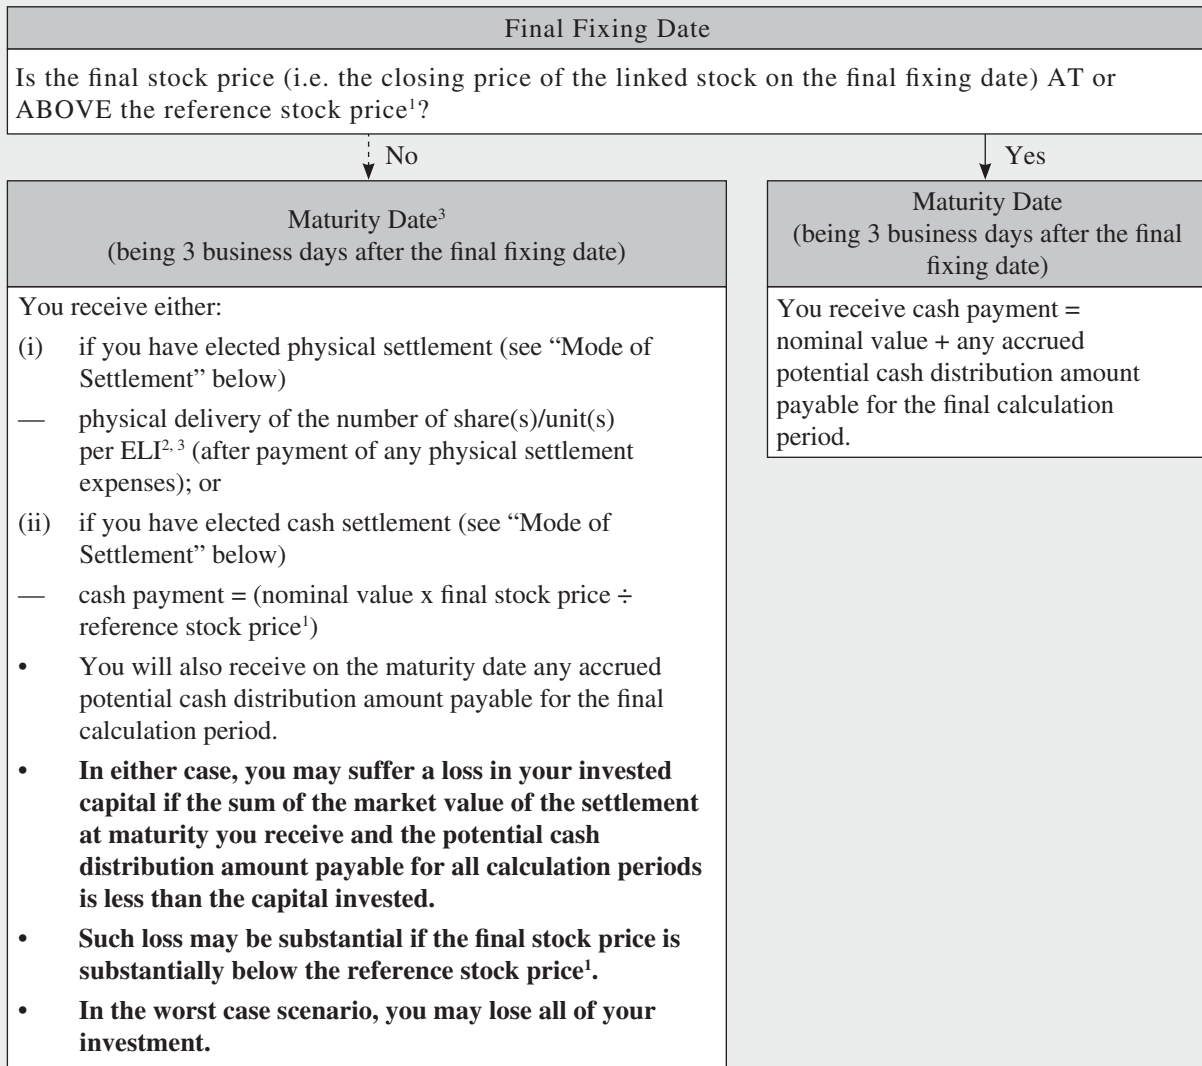 Final Fixing Date
Is the final stock price (i.e. the closing price of the linked stock on the final fixing date) AT or
ABOVE the reference stock price¹?
No
Yes
Maturity Date³
(being 3 business days after the final fixing date)
You receive either:
(i) if you have elected physical settlement (see “Mode of
Settlement” below)
— physical delivery of the number of share(s)/unit(s)
per ELI²,³ (after payment of any physical settlement
expenses); or
(ii) if you have elected cash settlement (see “Mode of
Settlement” below)
— cash payment = (nominal value x final stock price ÷
reference stock price¹)
• You will also receive on the maturity date any accrued
potential cash distribution amount payable for the final
calculation period.
• In either case, you may suffer a loss in your invested
capital if the sum of the market value of the settlement
at maturity you receive and the potential cash
distribution amount payable for all calculation periods
is less than the capital invested.
• Such loss may be substantial if the final stock price is
substantially below the reference stock price¹.
• In the worst case scenario, you may lose all of your
investment.
Maturity Date
(being 3 business days after the final
fixing date)
You receive cash payment =
nominal value + any accrued
potential cash distribution amount
payable for the final calculation
period.